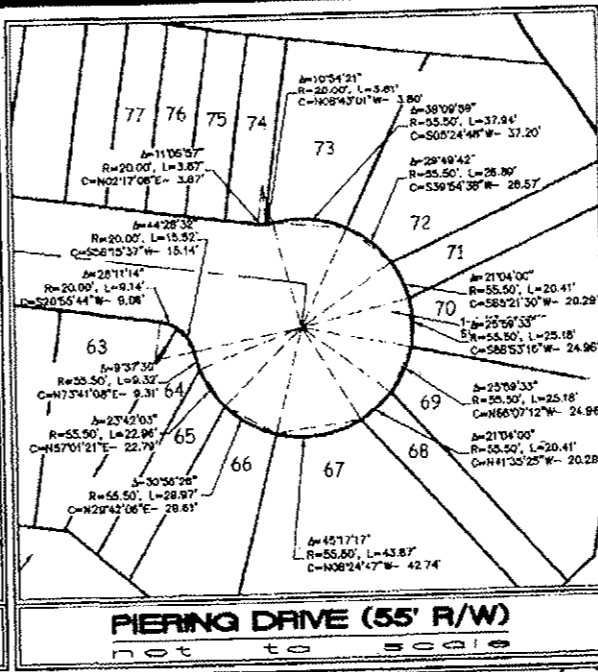 Δ=10°54'21"
R=20.00', L=3.81'
C=N08°43'01"W- 3.80'
77
76
75
74
73
Δ=39°09'59"
R=55.50', L=37.94'
C=S05°24'48"W- 37.20'
Δ=11°05'57"
R=20.00', L=3.87'
C=N02°17'08"E- 3.87'
Δ=29°49'42"
R=55.50', L=28.89'
C=S39°54'38"W- 28.57'
72
71
Δ=44°28'32"
R=20.00', L=15.52'
C=S56°15'37"W- 15.14'
Δ=21°04'00"
R=55.50', L=20.41'
C=S65°21'30"W- 20.29'
70
Δ=26°11'14"
R=20.00', L=9.14'
C=S20°55'44"W- 9.06'
Δ=25°59'33"
R=55.50', L=25.18'
C=S88°53'16"W- 24.96'
63
64
Δ=9°37'30"
R=55.50', L=9.32'
C=N73°41'08"E- 9.31'
69
Δ=25°59'33"
R=55.50', L=25.18'
C=N66°07'12"W- 24.96'
65
Δ=23°42'03"
R=55.50', L=22.96'
C=N57°01'21"E- 22.79'
66
67
68
Δ=21°04'00"
R=55.50', L=20.41'
C=N41°35'25"W- 20.28'
Δ=30°56'28"
R=55.50', L=29.97'
C=N29°42'06"E- 29.61'
Δ=45°17'17"
R=55.50', L=43.87'
C=N08°24'47"W- 42.74'
PIERING DRIVE (55' R/W)
not to scale